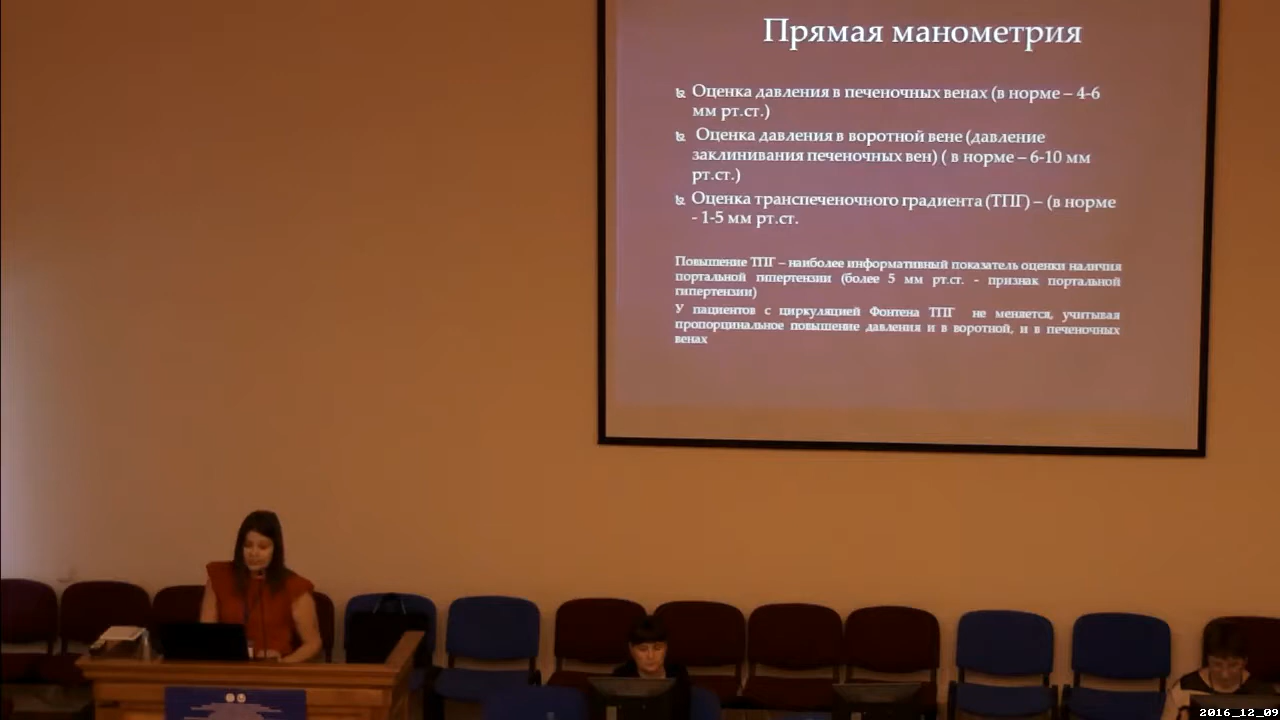 Прямая манометрия
Оценка давления в печеночных венах (в норме – 4-6
мм рт.ст.)
Оценка давления в воротной вене (давление
заклинивания печеночных вен) ( в норме – 6-10 мм
рт.ст.)
Оценка транспеченочного градиента (ТПГ) – (в норме
- 1-5 мм рт.ст.
Повышение ТПГ – наиболее информативный показатель оценки наличия
портальной гипертензии (более 5 мм рт.ст. - признак портальной
гипертензии)
У пациентов с циркуляцией Фонтена ТПГ не меняется, учитывая
пропорцинальное повышение давления и в воротной, и в печеночных
венах
2016_12_09